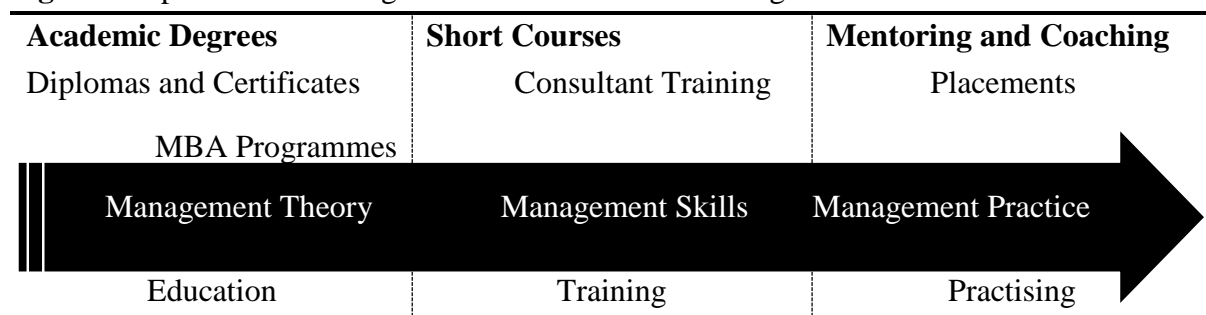 Academic Degrees Short Courses Mentoring and Coaching
Diplomas and Certificates Consultant Training Placements
MBA Programmes
Management Theory Management Skills Management Practice
Education Training Practising